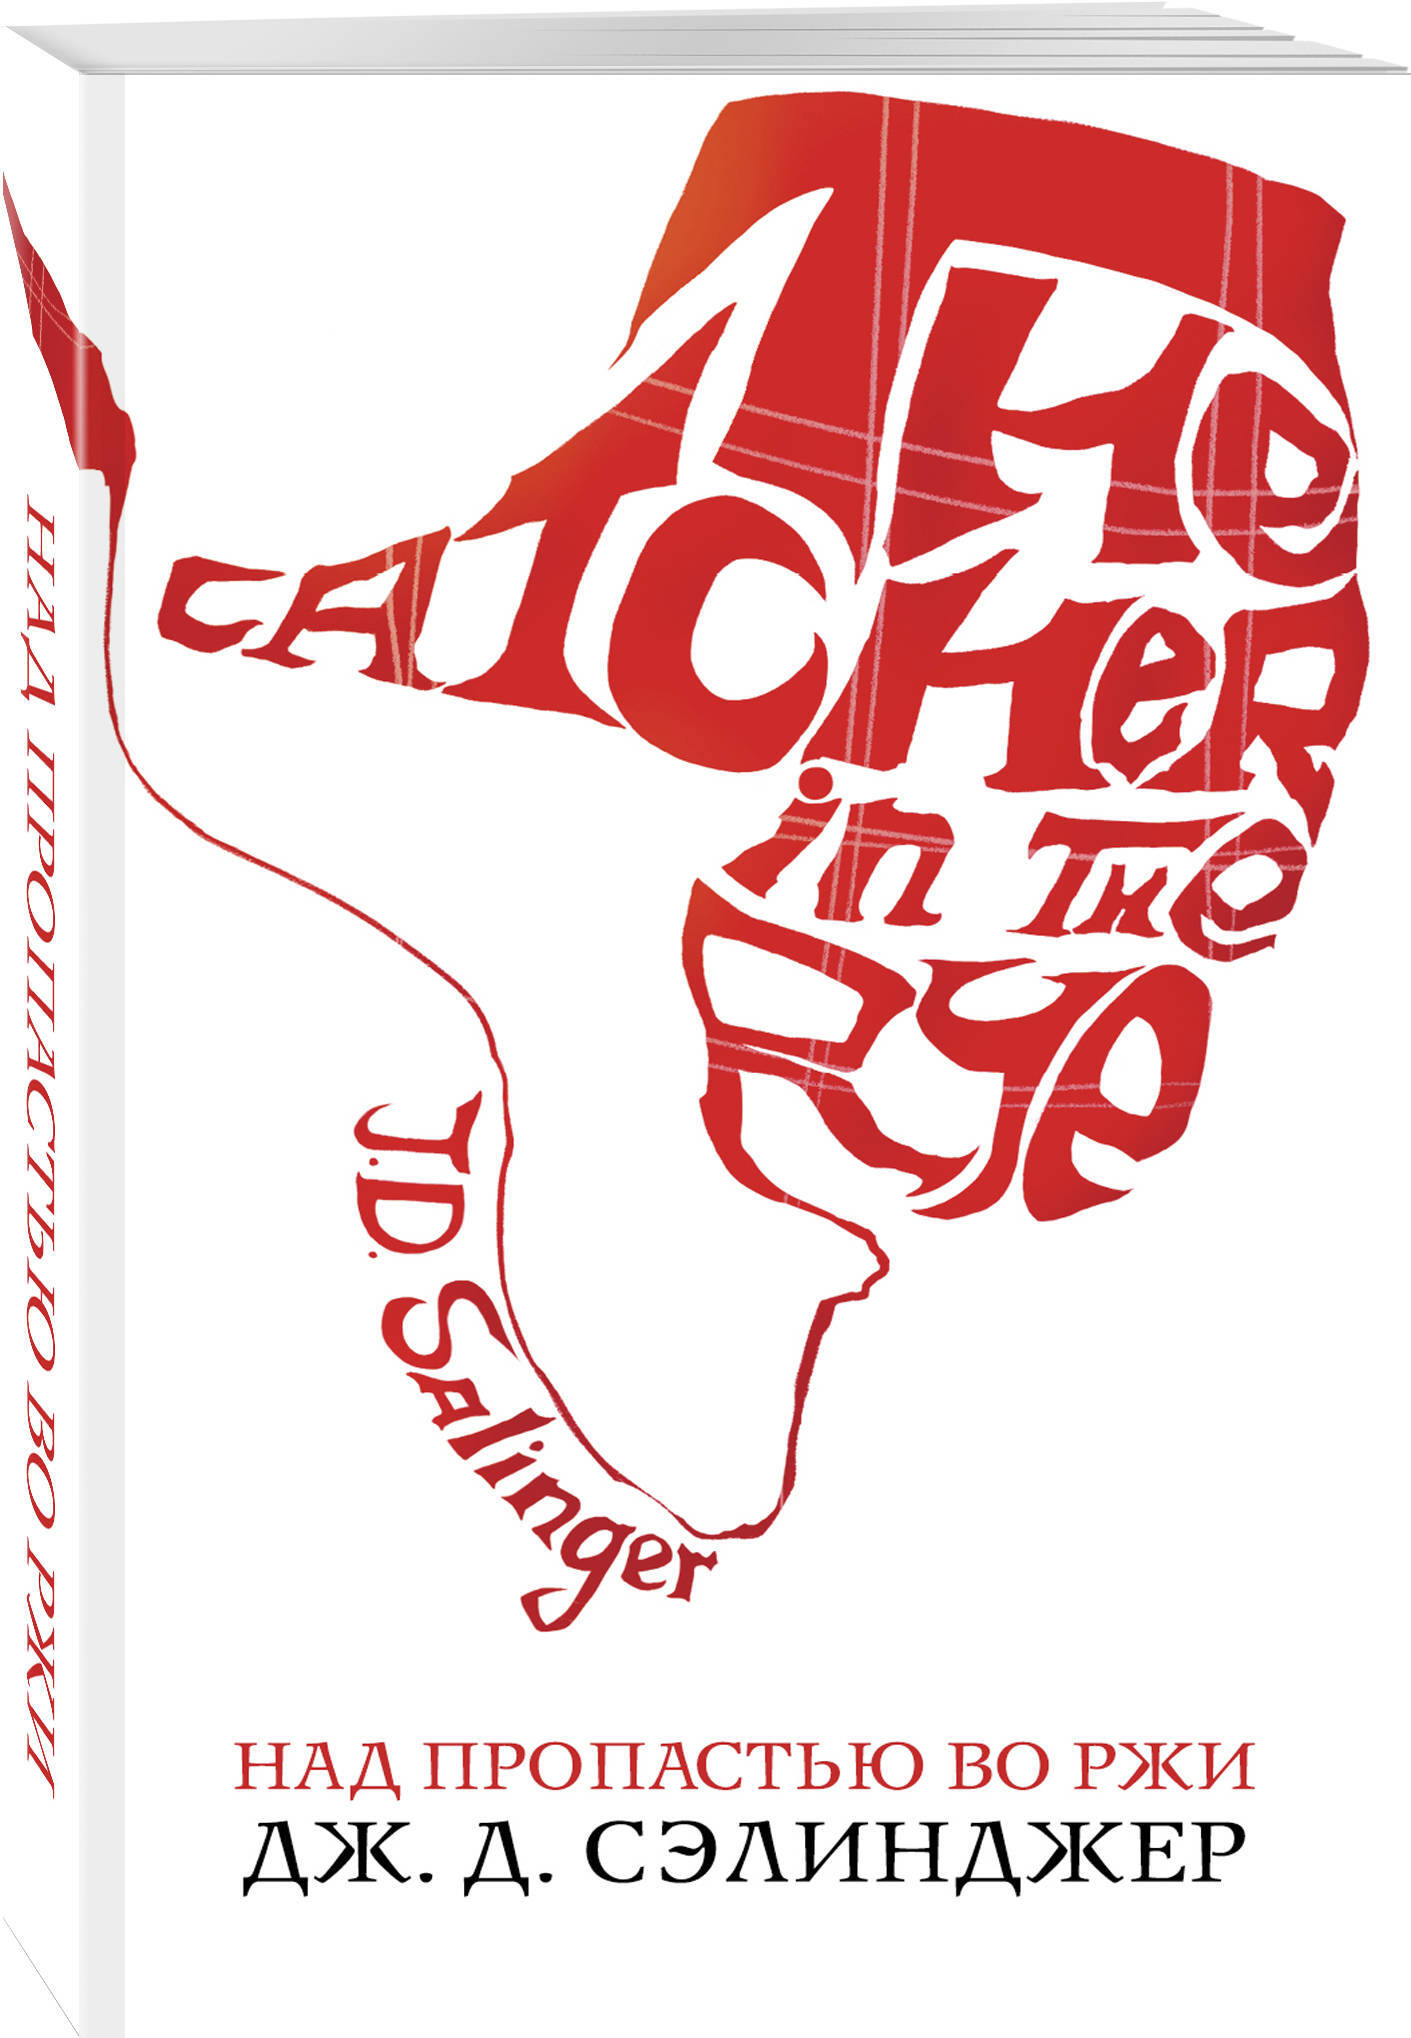 THe
CATCHeR
in THe
Rye
J.D. SAlinger
НАД ПРОПАСТЬЮ ВО РЖИ
ДЖ. Д. СЭЛИНДЖЕР
НАД ПРОПАСТЬЮ ВО РЖИ